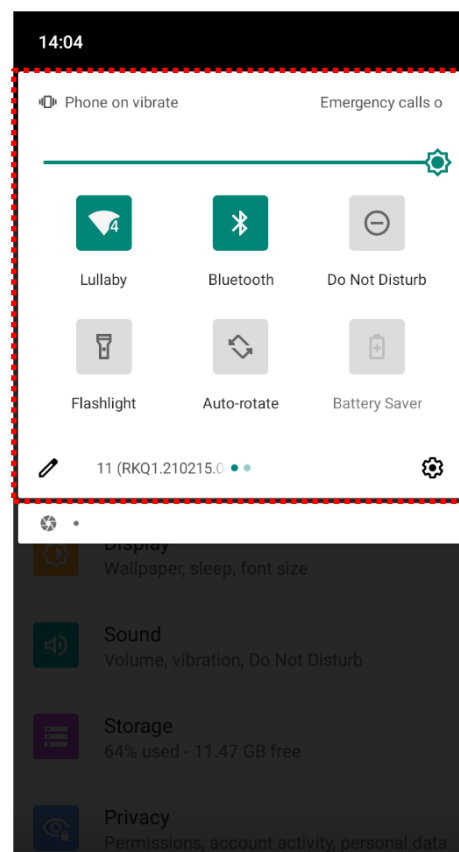 14:04
Phone on vibrate Emergency calls o
4
Lullaby Bluetooth Do Not Disturb
Flashlight Auto-rotate Battery Saver
11 (RKQ1.210215.0
Display
Wallpaper, sleep, font size
Sound
Volume, vibration, Do Not Disturb
Storage
64% used - 11.47 GB free
Privacy
Permissions, account activity, personal data